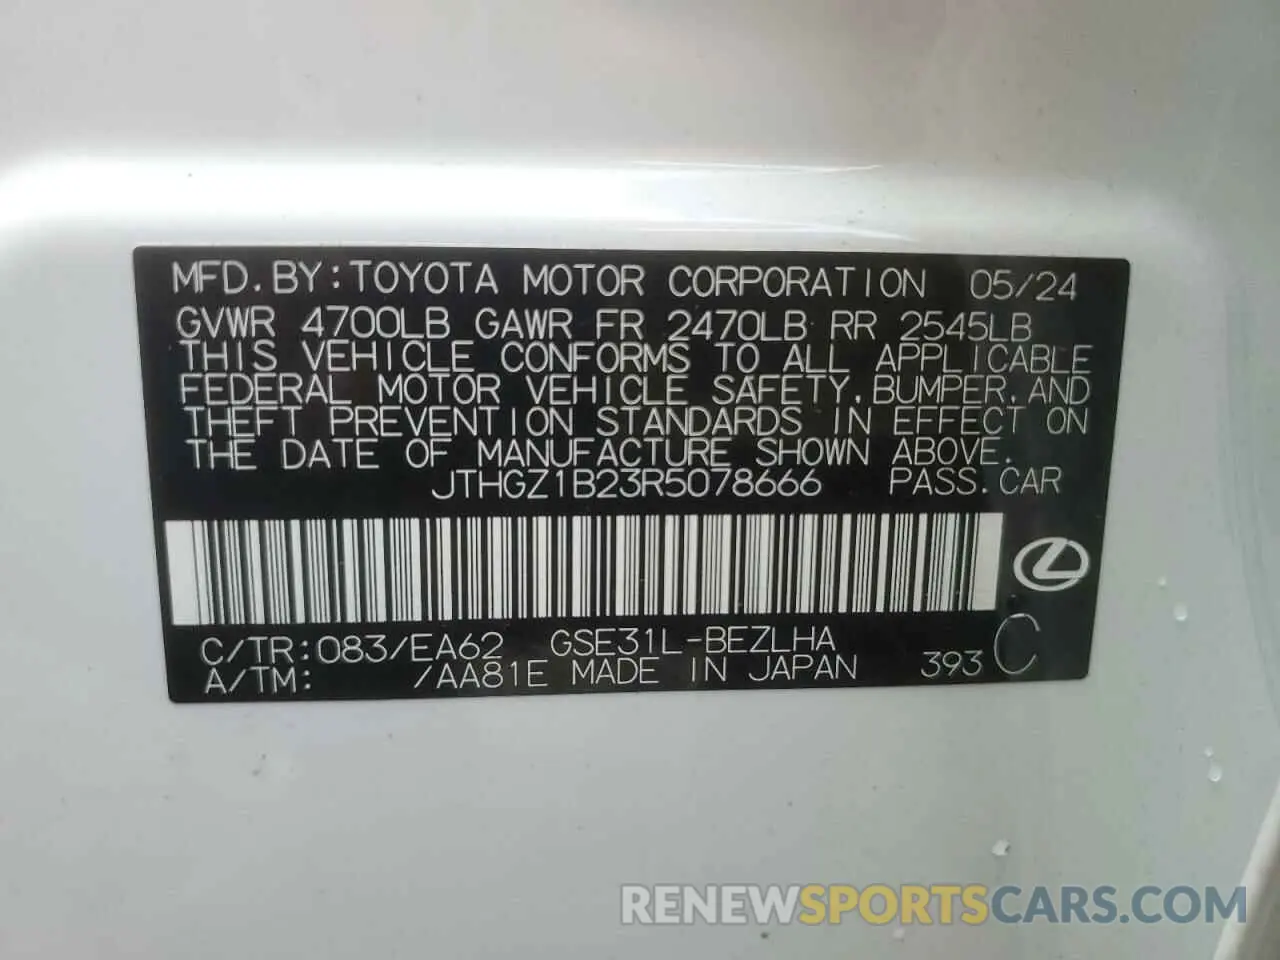 MFD.BY:TOYOTA MOTOR CORPORATION 05/24
GVWR 4700LB GAWR FR 2470LB RR 2545LB
THIS VEHICLE CONFORMS TO ALL APPLICABLE
FEDERAL MOTOR VEHICLE SAFETY,BUMPER,AND
THEFT PREVENTION STANDARDS IN EFFECT ON
THE DATE OF MANUFACTURE SHOWN ABOVE.
JTHGZ1B23R5078666 PASS.CAR
C/TR:083/EA62 GSE31L-BEZLHA
A/TM: /AA81E MADE IN JAPAN 393 C
RENEWSPORTSCARS.COM